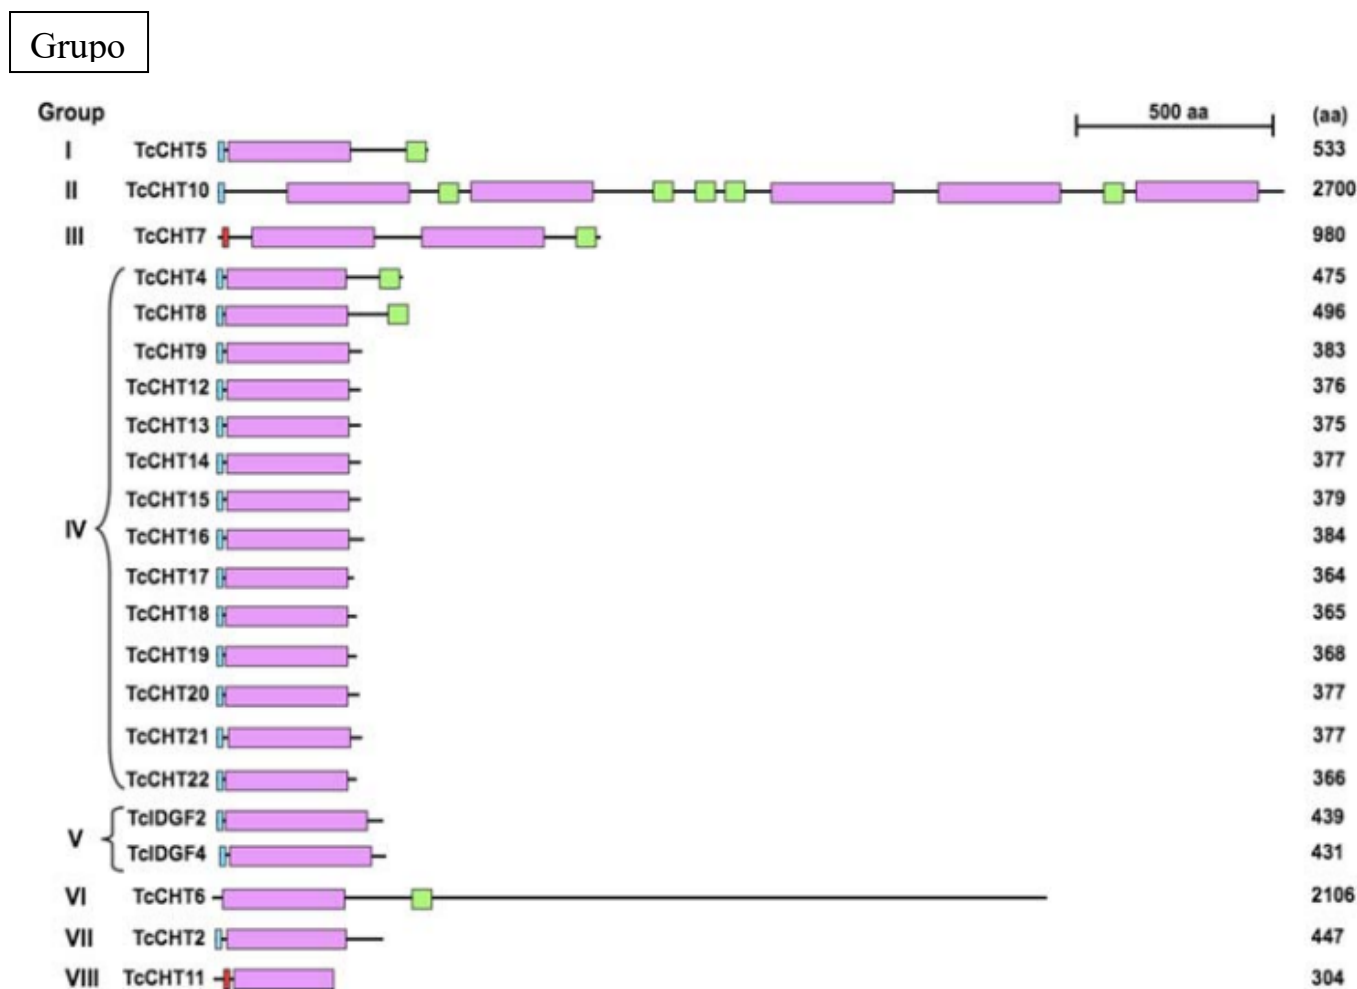 Grupo
Group 500 aa (aa)
I TcCHT5 533
II TcCHT10 2700
III TcCHT7 980
TcCHT4 475
TcCHT8 496
TcCHT9 383
TcCHT12 376
TcCHT13 375
TcCHT14 377
TcCHT15 379
IV TcCHT16 384
TcCHT17 364
TcCHT18 365
TcCHT19 368
TcCHT20 377
TcCHT21 377
TcCHT22 366
TcIDGF2 439
V
TcIDGF4 431
VI TcCHT6 2106
VII TcCHT2 447
VIII TcCHT11 304